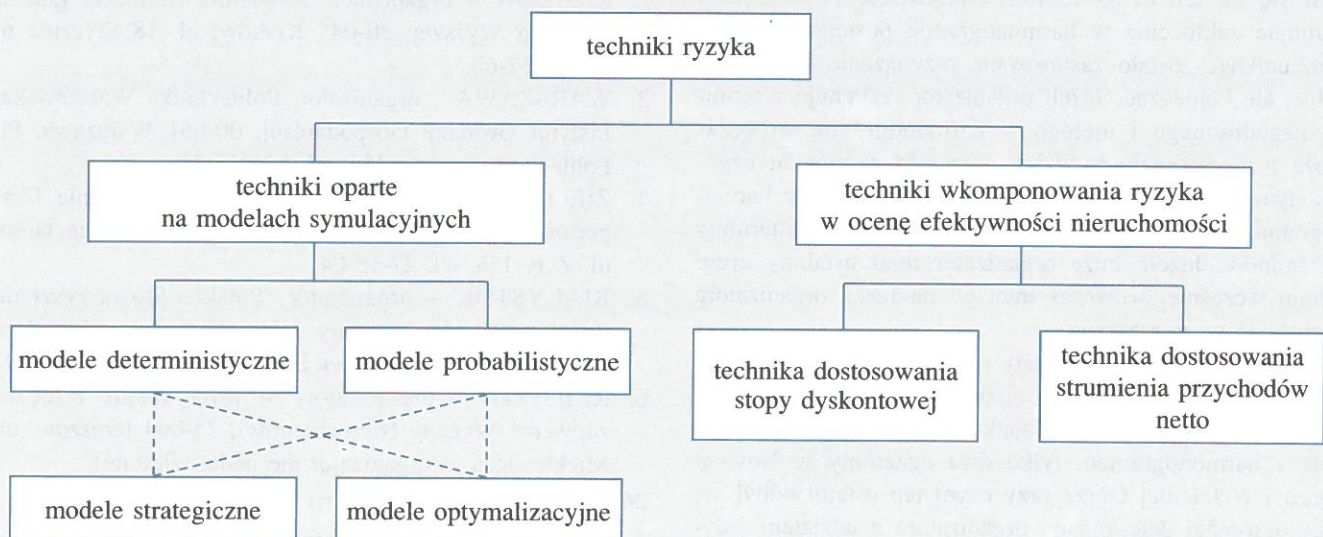 techniki ryzyka
techniki oparte
na modelach symulacyjnych
techniki wkomponowania ryzyka
w ocenę efektywności nieruchomości
modele deterministyczne
modele probabilistyczne
technika dostosowania
stopy dyskontowej
technika dostosowania
strumienia przychodów
netto
modele strategiczne
modele optymalizacyjne